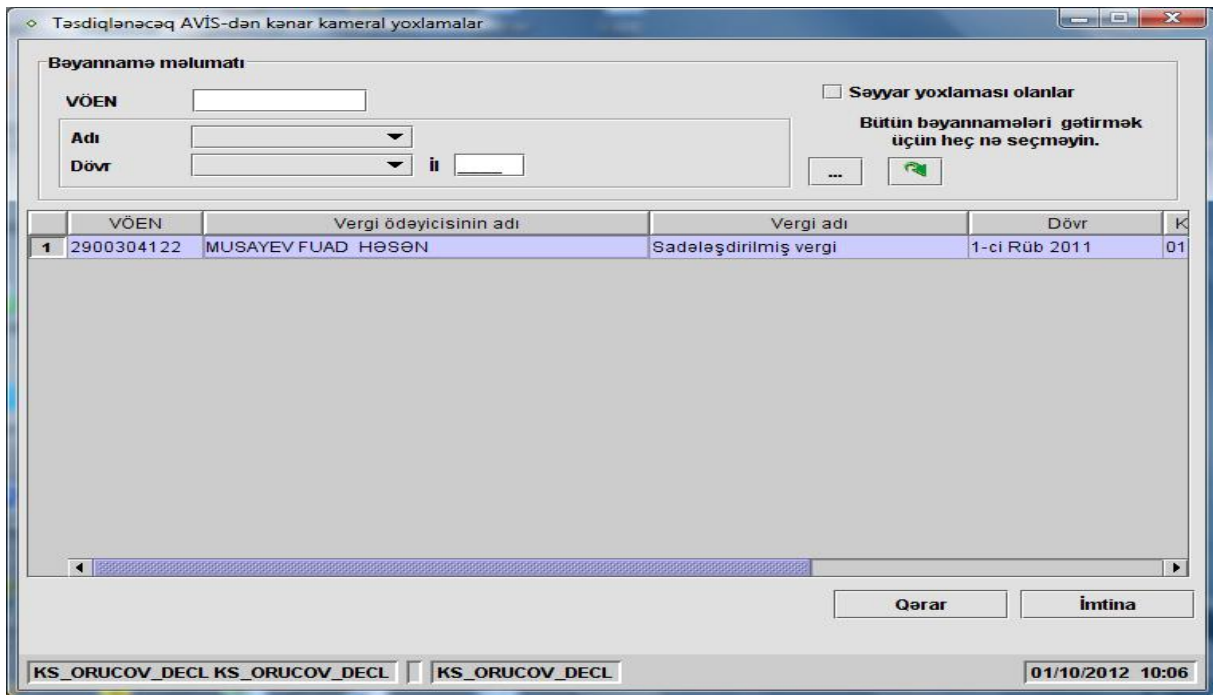 Təsdiqlənəcəq AVİS-dən kənar kameral yoxlamalar
Bəyannamə məlumatı
VÖEN
Səyyar yoxlaması olanlar
Adı
Bütün bəyannamələri gətirmək
üçün heç nə seçməyin.
Dövr
İl
...
VÖEN Vergi ödəyicisinin adı Vergi adı Dövr K
1 2900304122 MUSAYEV FUAD HƏSƏN Sadələşdirilmiş vergi 1-ci Rüb 2011 01
Qərar İmtina
KS_ORUCOV_DECL KS_ORUCOV_DECL KS_ORUCOV_DECL 01/10/2012 10:06